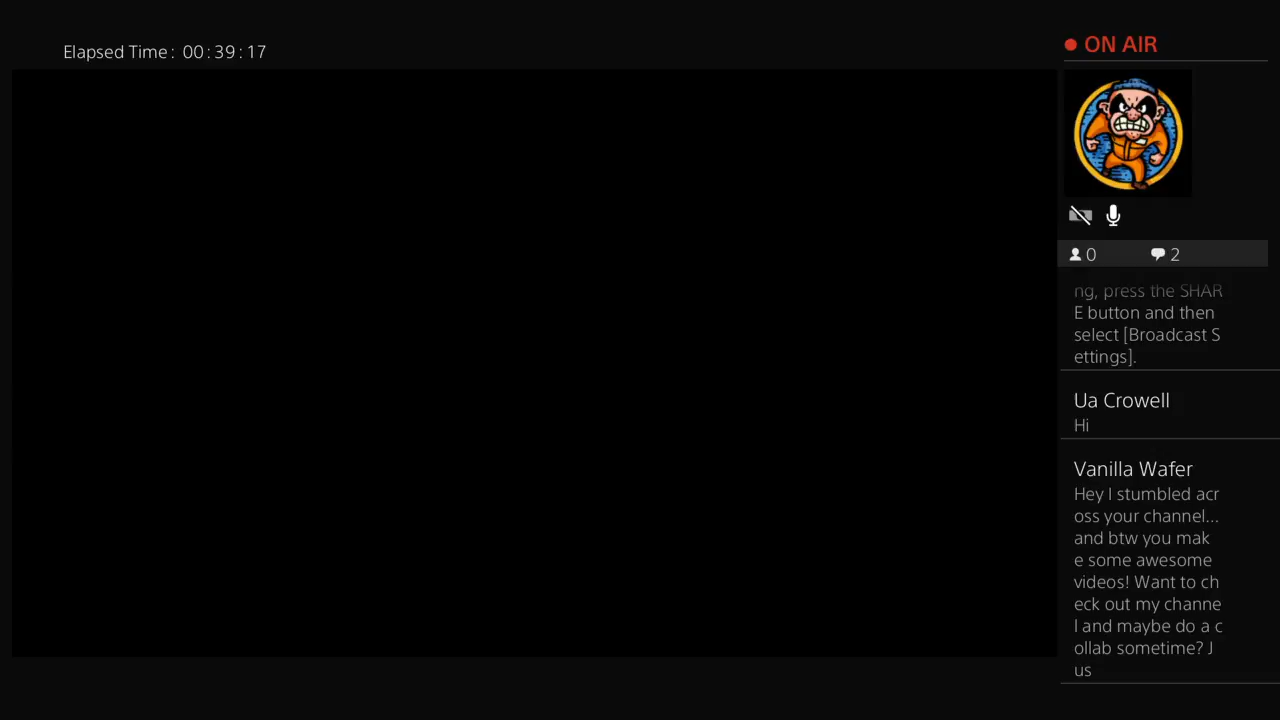 Elapsed Time: 00:39:17
ON AIR
0 2
ng, press the SHAR
E button and then
select [Broadcast S
ettings].
Ua Crowell
Hi
Vanilla Wafer
Hey I stumbled acr
oss your channel...
and btw you mak
e some awesome
videos! Want to ch
eck out my channe
l and maybe do a c
ollab sometime? J
us